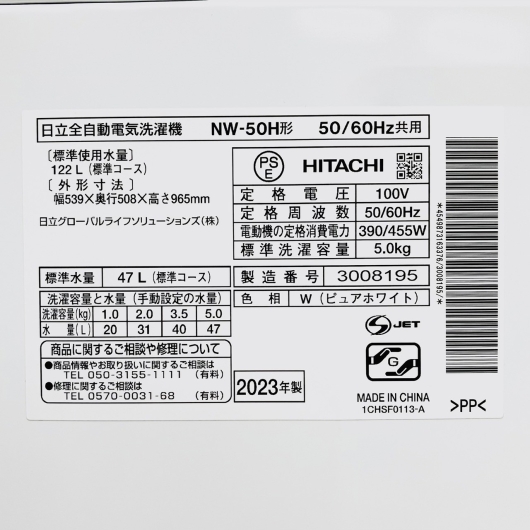 日立全自動電気洗濯機 NW-50H形 50/60Hz共用
〔標準使用水量〕
122 L (標準コース)
〔外形寸法〕
幅539×奥行508×高さ965mm
日立グローバルライフソリューションズ(株)
PS
E
HITACHI
定格電圧 100V
定格周波数 50/60Hz
電動機の定格消費電力 390/455W
標準洗濯容量 5.0kg
標準水量 47 L (標準コース)
製造番号 3008195
洗濯容量と水量 (手動設定の水量)
洗濯容量(kg) 1.0 2.0 3.5 5.0
水量(L) 20 31 40 47
色相 W (ピュアホワイト)
商品に関するご相談や修理について
●商品情報やお取り扱いに関するご相談は
TEL 050-3155-1111 (有料)
●修理に関するご相談は
TEL 0570-0031-68 (有料)
2023年製
S JET
G
MADE IN CHINA
1CHSF0113-A
>PP<
*4549873163376/3008195/*